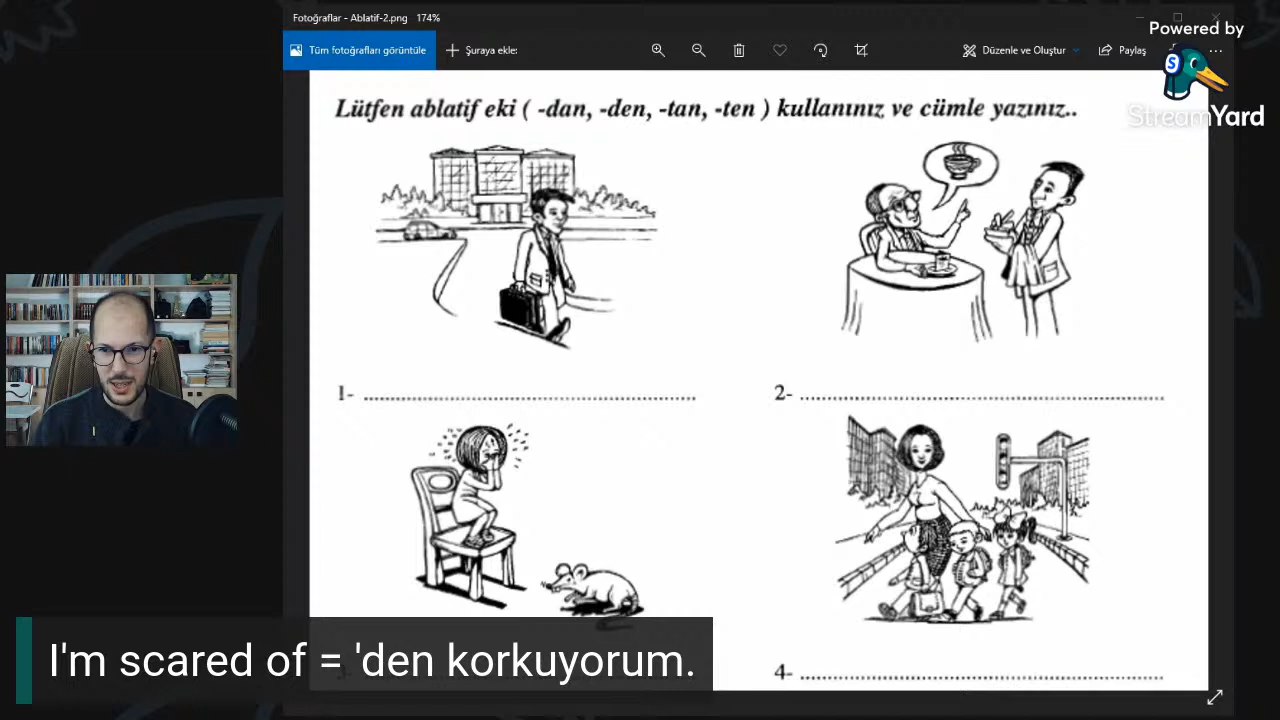 Fotoğraflar - Ablatif-2.png 174%
Powered by
StreamYard
Tüm fotoğrafları görüntüle
Şuraya ekle:
Düzenle ve Oluştur
Paylaş
Lütfen ablatif eki ( -dan, -den, -tan, -ten ) kullanınız ve cümle yazınız..
1- ........................................................
2- ........................................................
I'm scared of = 'den korkuyorum.
3-
4- ........................................................